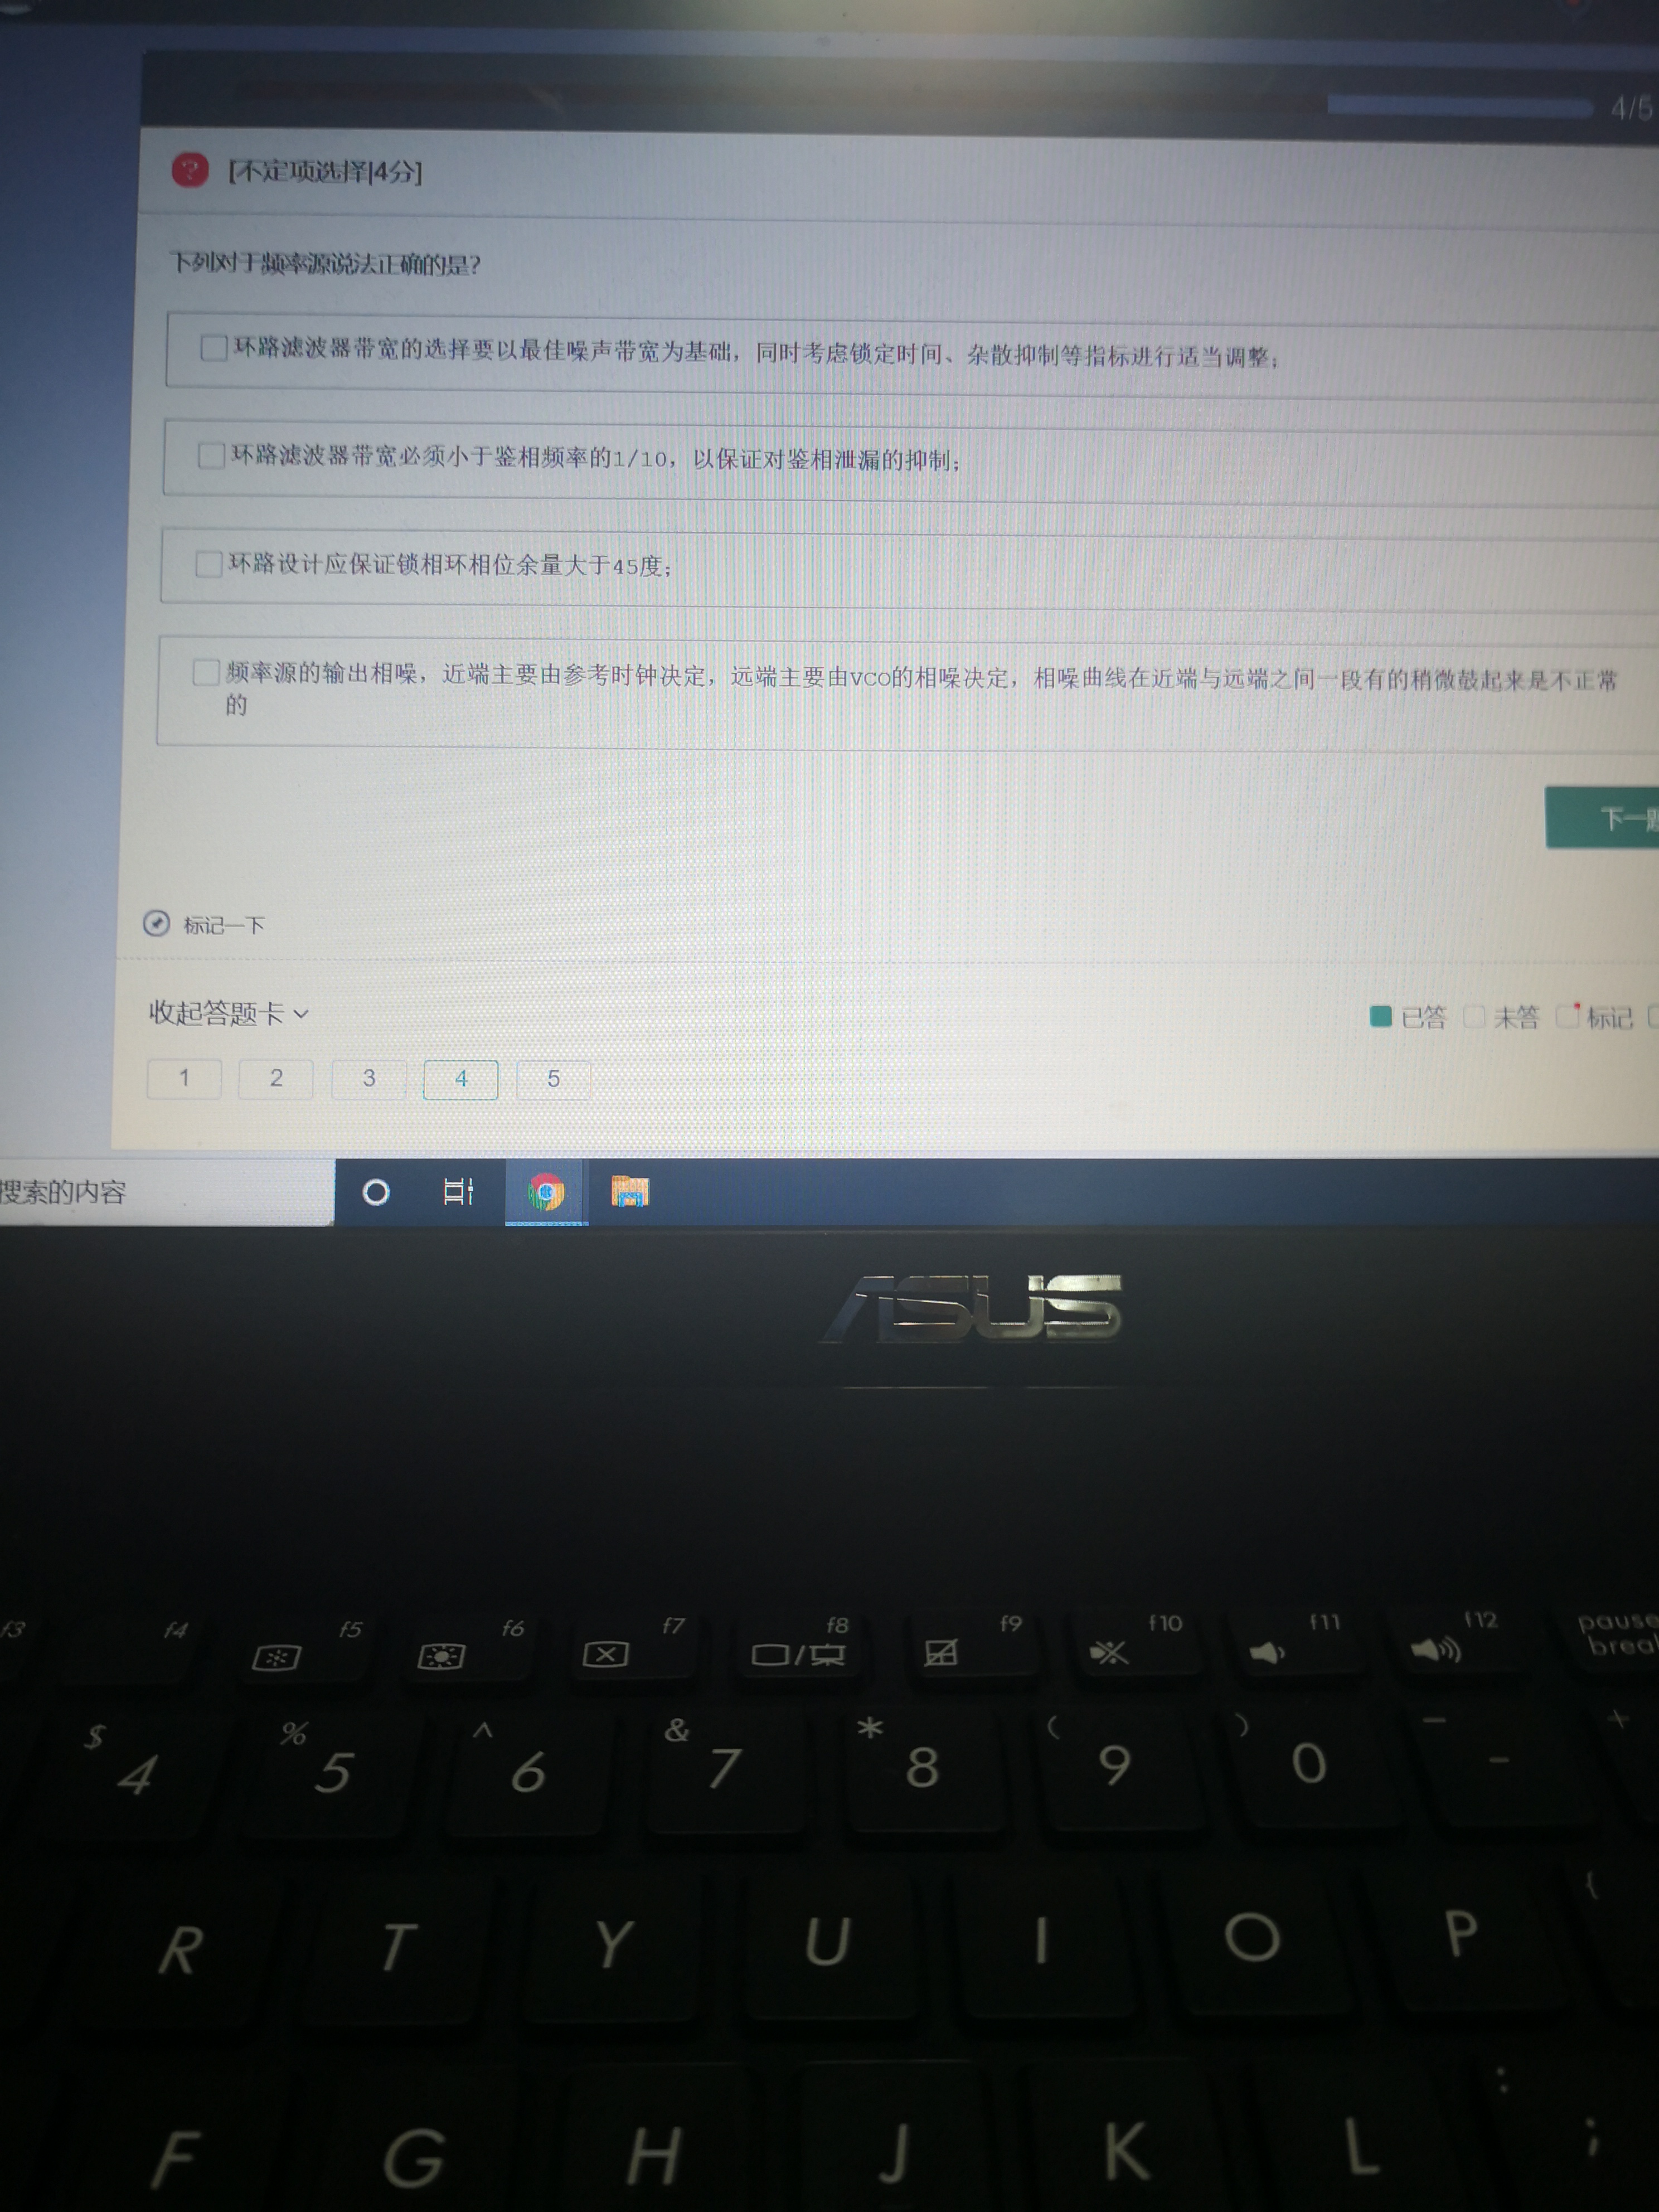 4/5
?
[不定项选择|4分]
下列对于频率源说法正确的是?
环路滤波器带宽的选择要以最佳噪声带宽为基础，同时考虑锁定时间、杂散抑制等指标进行适当调整;
环路滤波器带宽必须小于鉴相频率的1/10，以保证对鉴相泄漏的抑制;
环路设计应保证锁相环相位余量大于45度;
频率源的输出相噪，近端主要由参考时钟决定，远端主要由VCO的相噪决定，相噪曲线在近端与远端之间一段有的稍微鼓起来是不正常
的
下一题
标记一下
收起答题卡
已答 未答 标记
1 2 3 4 5
搜索的内容
ASUS
f3 f4 f5 f6 f7 f8 f9 f10 f11 f12 pause
break
$ % ^ & * ( ) — +
4 5 6 7 8 9 0 -
R T Y U I O P {
F G H J K L : ;